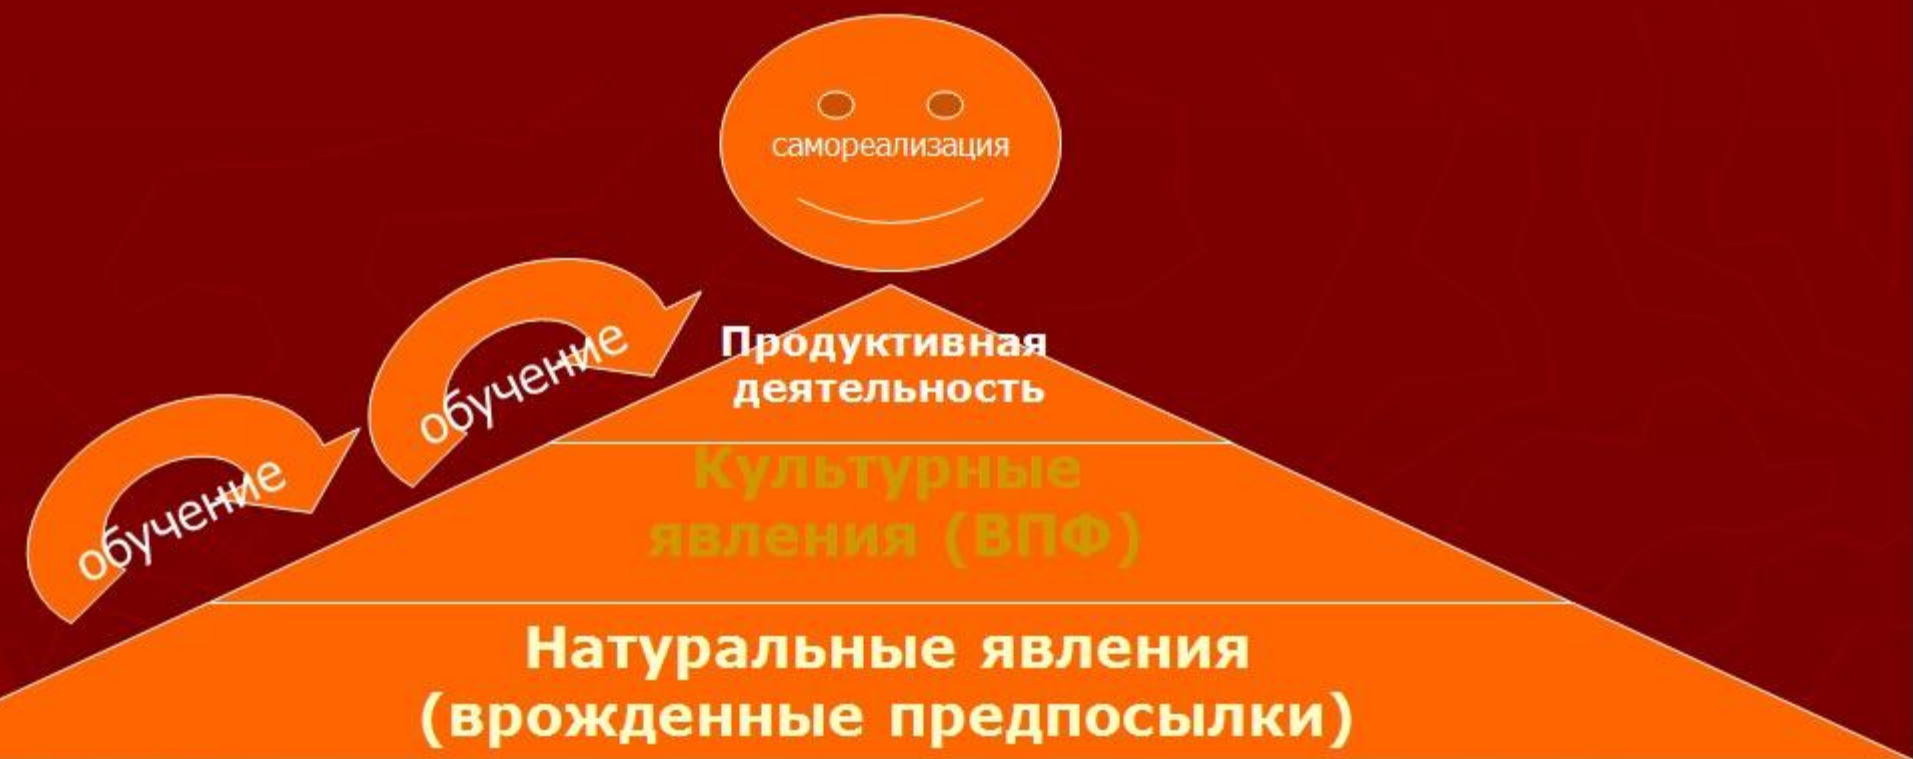 самореализация
обучение
обучение
Продуктивная
деятельность
Культурные
явления (ВПФ)
Натуральные явления
(врожденные предпосылки)